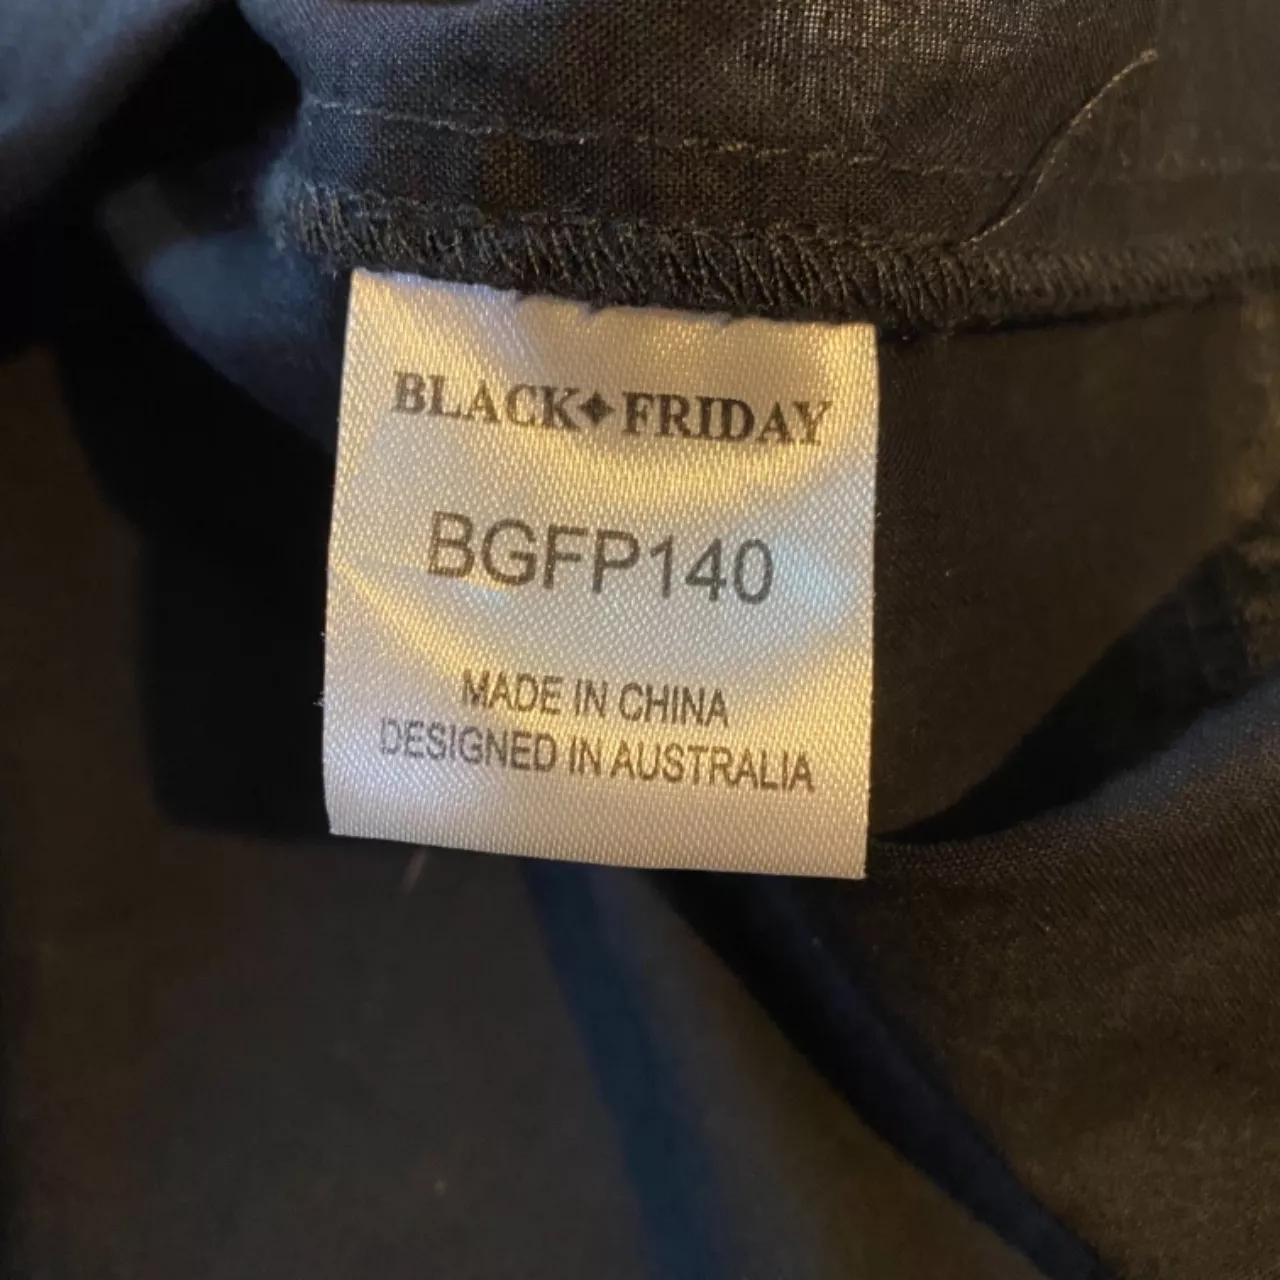 BLACK✦FRIDAY
BGFP140
MADE IN CHINA
DESIGNED IN AUSTRALIA